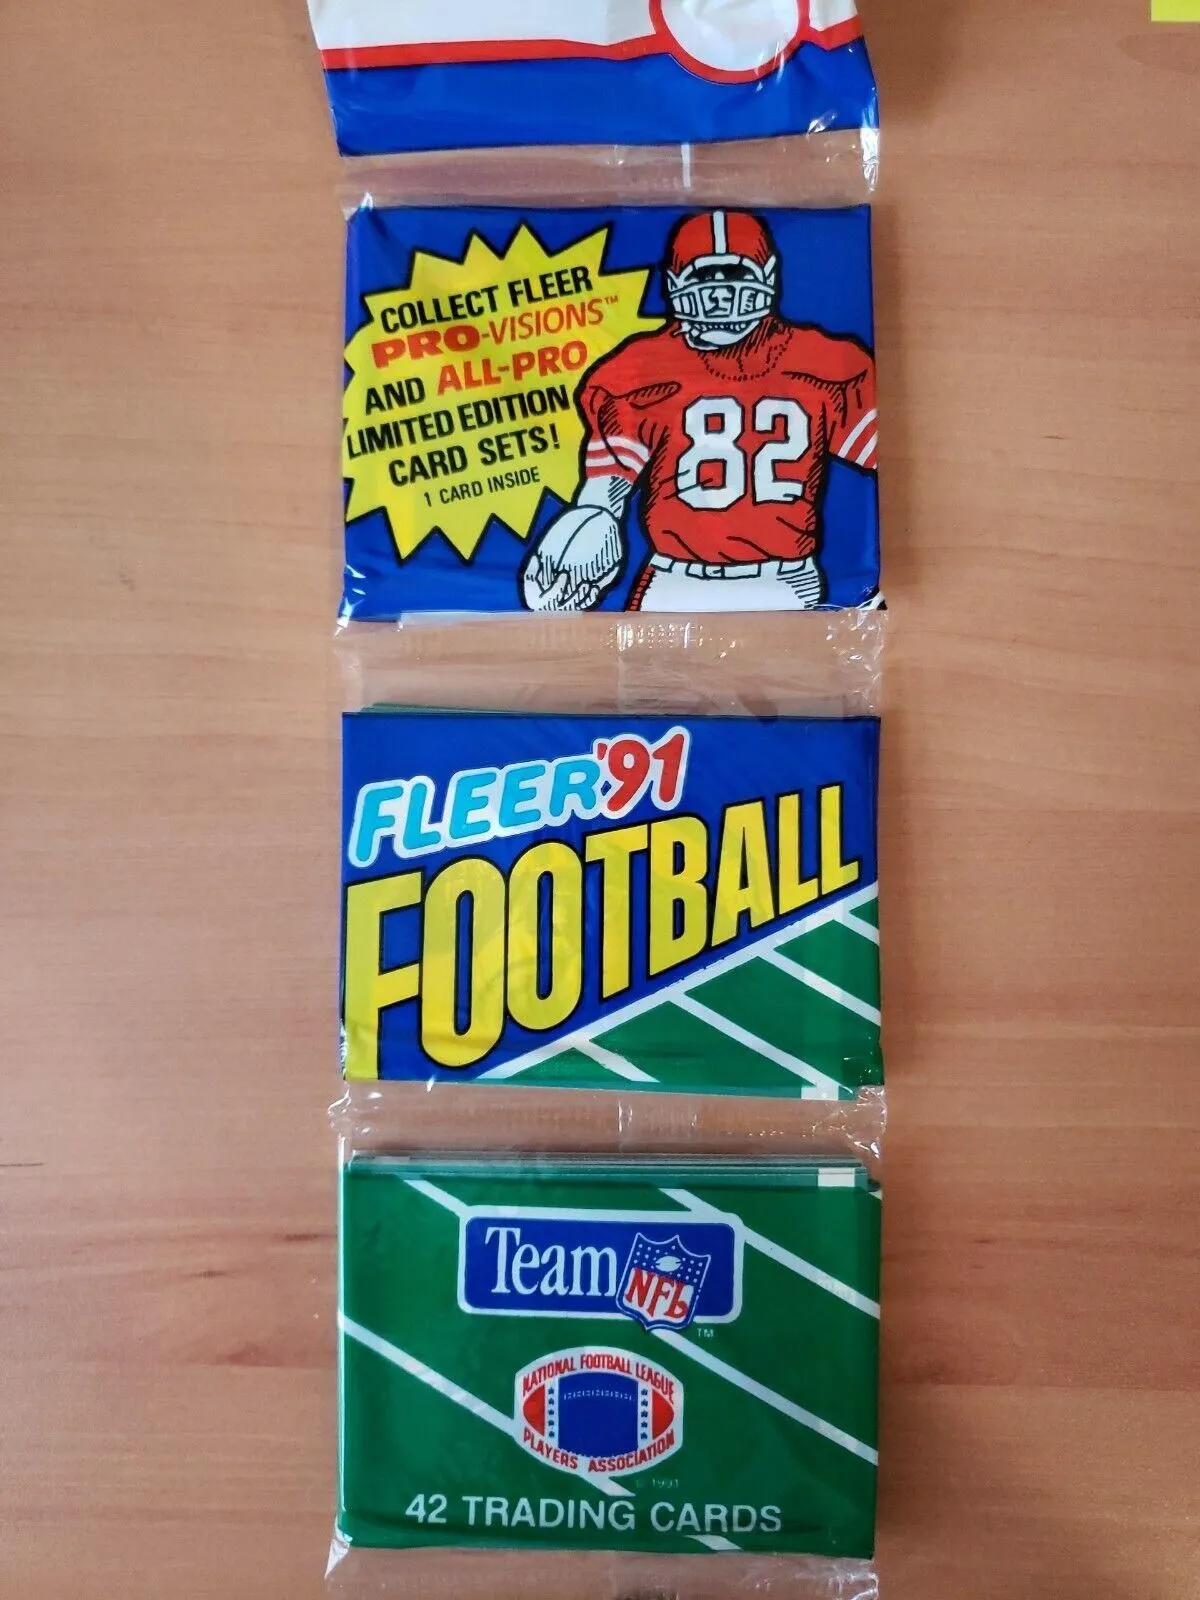 COLLECT FLEER
PRO-VISIONS™
AND ALL-PRO
LIMITED EDITION
CARD SETS!
1 CARD INSIDE
82
FLEER '91
FOOTBALL
Team NFL
TM
NATIONAL FOOTBALL LEAGUE
PLAYERS ASSOCIATION
© 1991
42 TRADING CARDS